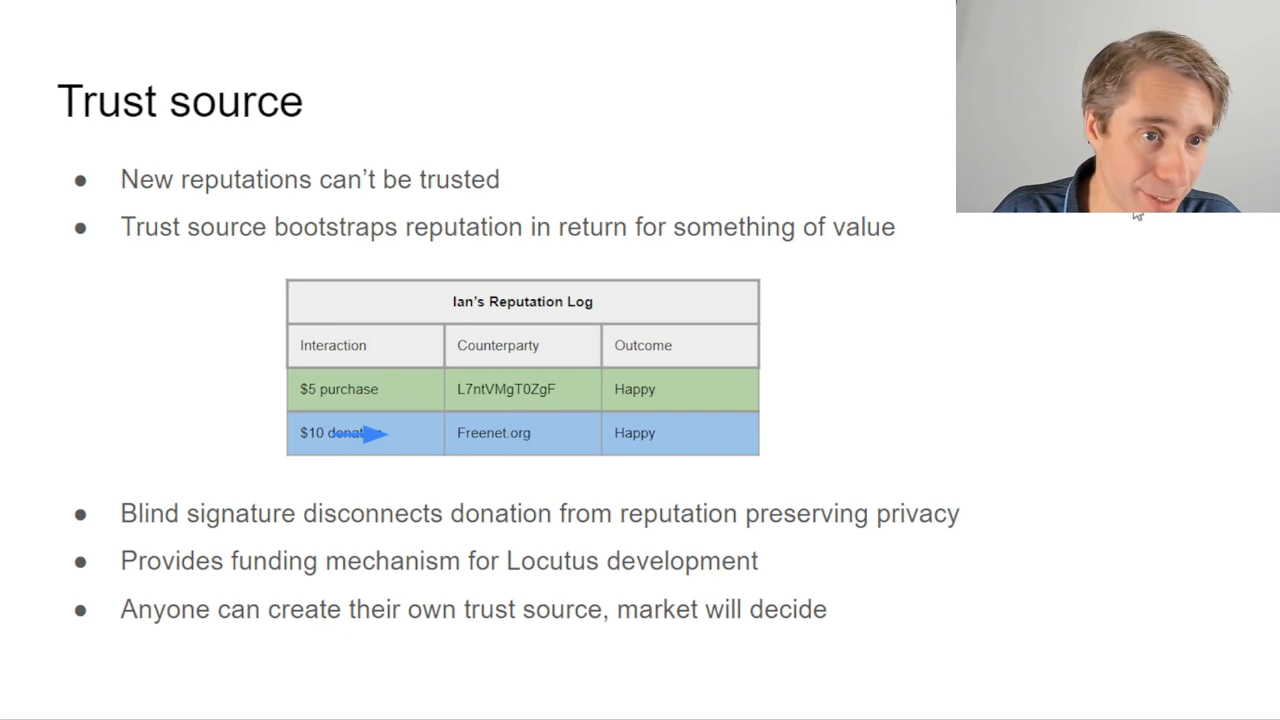 Trust source
● New reputations can’t be trusted
● Trust source bootstraps reputation in return for something of value
Ian’s Reputation Log
Interaction Counterparty Outcome
$5 purchase L7ntVMgT0ZgF Happy
$10 Freenet.org Happy
● Blind signature disconnects donation from reputation preserving privacy
● Provides funding mechanism for Locutus development
● Anyone can create their own trust source, market will decide